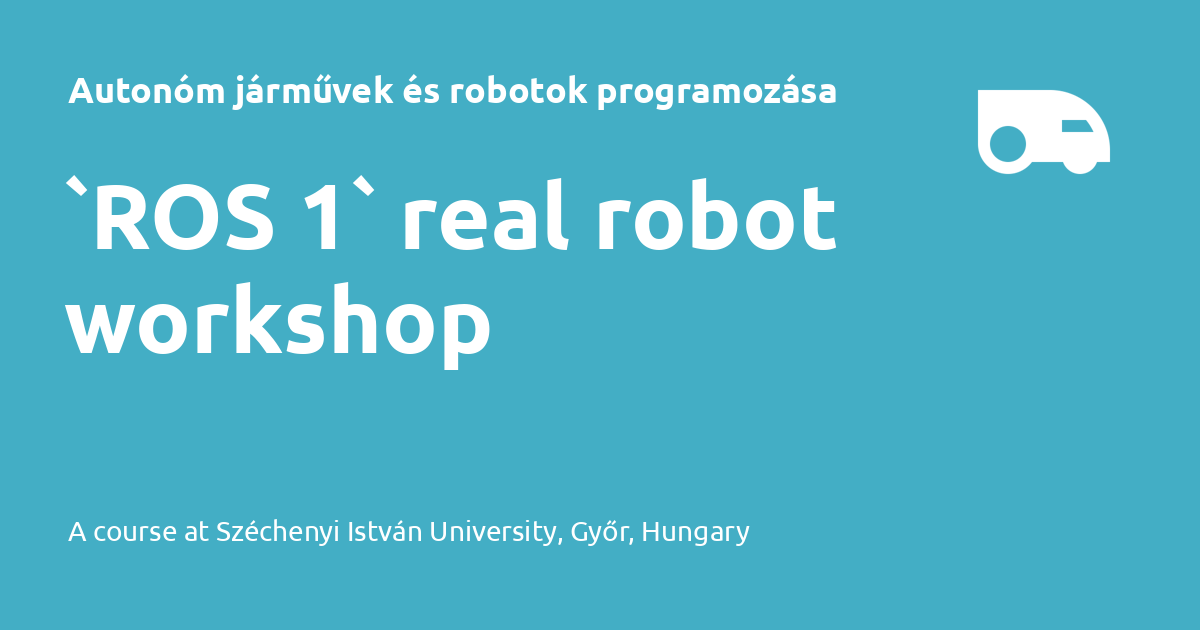 Autonóm járművek és robotok programozása
`ROS 1` real robot
workshop
A course at Széchenyi István University, Győr, Hungary